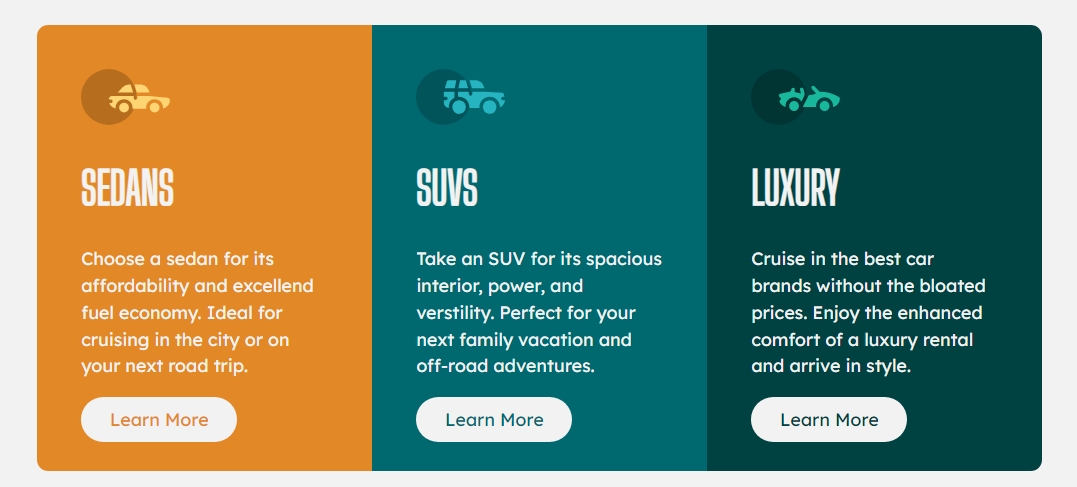 SEDANS
Choose a sedan for its
affordability and excellend
fuel economy. Ideal for
cruising in the city or on
your next road trip.
Learn More
SUVS
Take an SUV for its spacious
interior, power, and
verstility. Perfect for your
next family vacation and
off-road adventures.
Learn More
LUXURY
Cruise in the best car
brands without the bloated
prices. Enjoy the enhanced
comfort of a luxury rental
and arrive in style.
Learn More